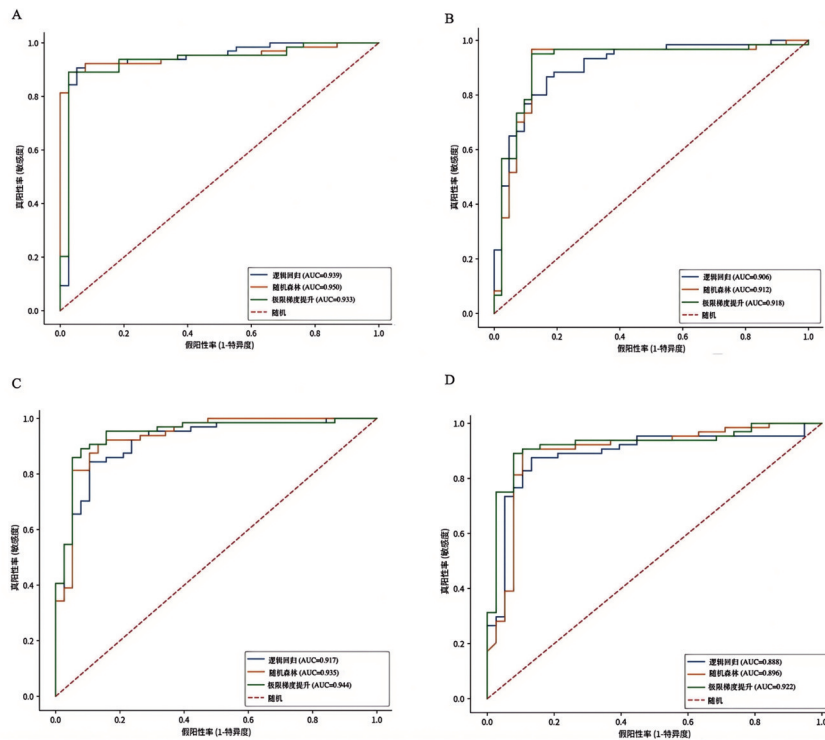 A
1.0
0.8
0.6
0.4
0.2
0.0
真阳性率 (敏感度)
逻辑回归 (AUC=0.939)
随机森林 (AUC=0.950)
极限梯度提升 (AUC=0.933)
随机
0.0 0.2 0.4 0.6 0.8 1.0
假阳性率 (1-特异度)
B
1.0
0.8
0.6
0.4
0.2
0.0
真阳性率 (敏感度)
逻辑回归 (AUC=0.906)
随机森林 (AUC=0.912)
极限梯度提升 (AUC=0.918)
随机
0.0 0.2 0.4 0.6 0.8 1.0
假阳性率 (1-特异度)
C
1.0
0.8
0.6
0.4
0.2
0.0
真阳性率 (敏感度)
逻辑回归 (AUC=0.917)
随机森林 (AUC=0.935)
极限梯度提升 (AUC=0.944)
随机
0.0 0.2 0.4 0.6 0.8 1.0
假阳性率 (1-特异度)
D
1.0
0.8
0.6
0.4
0.2
0.0
真阳性率 (敏感度)
逻辑回归 (AUC=0.888)
随机森林 (AUC=0.896)
极限梯度提升 (AUC=0.922)
随机
0.0 0.2 0.4 0.6 0.8 1.0
假阳性率 (1-特异度)